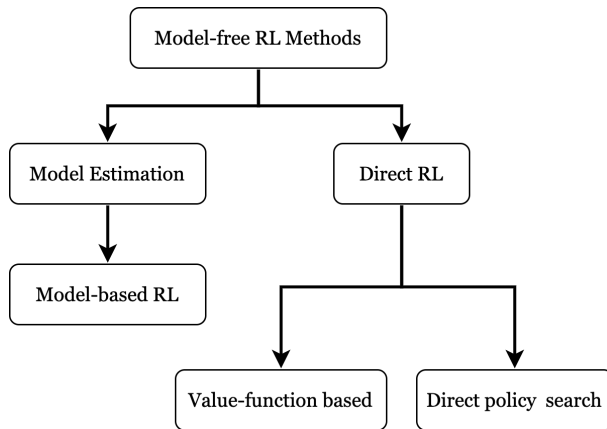 Model-free RL Methods
Model Estimation
Direct RL
Model-based RL
Value-function based
Direct policy search